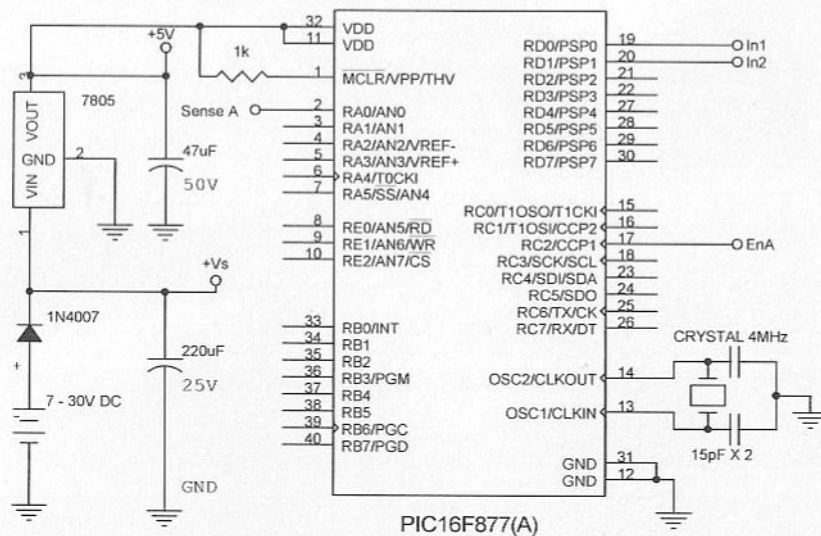 +5V
3
7805
VOUT
GND
2
VIN
1
47uF
50V
+Vs
1N4007
+
7 - 30V DC
220uF
25V
GND
1k
Sense A
32 VDD
11 VDD
1 MCLR/VPP/THV
2 RA0/AN0
3 RA1/AN1
4 RA2/AN2/VREF-
5 RA3/AN3/VREF+
6 RA4/T0CKI
7 RA5/SS/AN4
8 RE0/AN5/RD
9 RE1/AN6/WR
10 RE2/AN7/CS
33 RB0/INT
34 RB1
35 RB2
36 RB3/PGM
37 RB4
38 RB5
39 RB6/PGC
40 RB7/PGD
RD0/PSP0 19 In1
RD1/PSP1 20 In2
RD2/PSP2 21
RD3/PSP3 22
RD4/PSP4 27
RD5/PSP5 28
RD6/PSP6 29
RD7/PSP7 30
RC0/T1OSO/T1CKI 15
RC1/T1OSI/CCP2 16
RC2/CCP1 17 EnA
RC3/SCK/SCL 18
RC4/SDI/SDA 23
RC5/SDO 24
RC6/TX/CK 25
RC7/RX/DT 26
CRYSTAL 4MHz
OSC2/CLKOUT 14
OSC1/CLKIN 13
15pF X 2
GND 31
GND 12
PIC16F877(A)